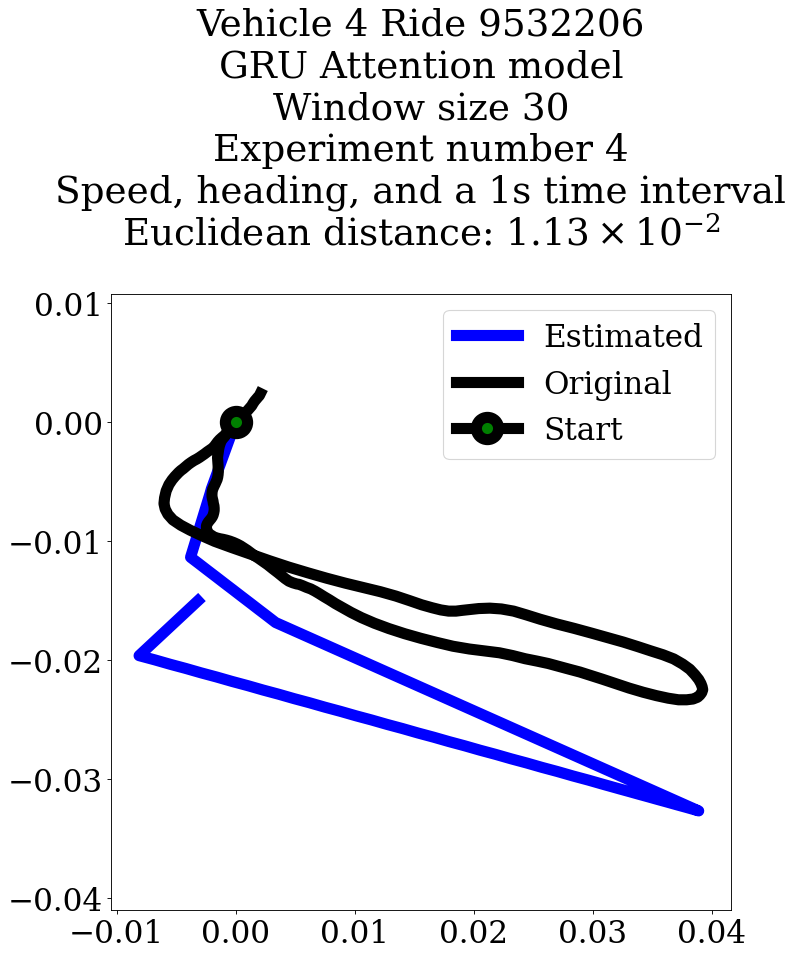 Vehicle 4 Ride 9532206
GRU Attention model
Window size 30
Experiment number 4
Speed, heading, and a 1s time interval
Euclidean distance: 1.13 × 10⁻²
0.01
0.00
−0.01
−0.02
−0.03
−0.04
Estimated
Original
Start
−0.01 0.00 0.01 0.02 0.03 0.04